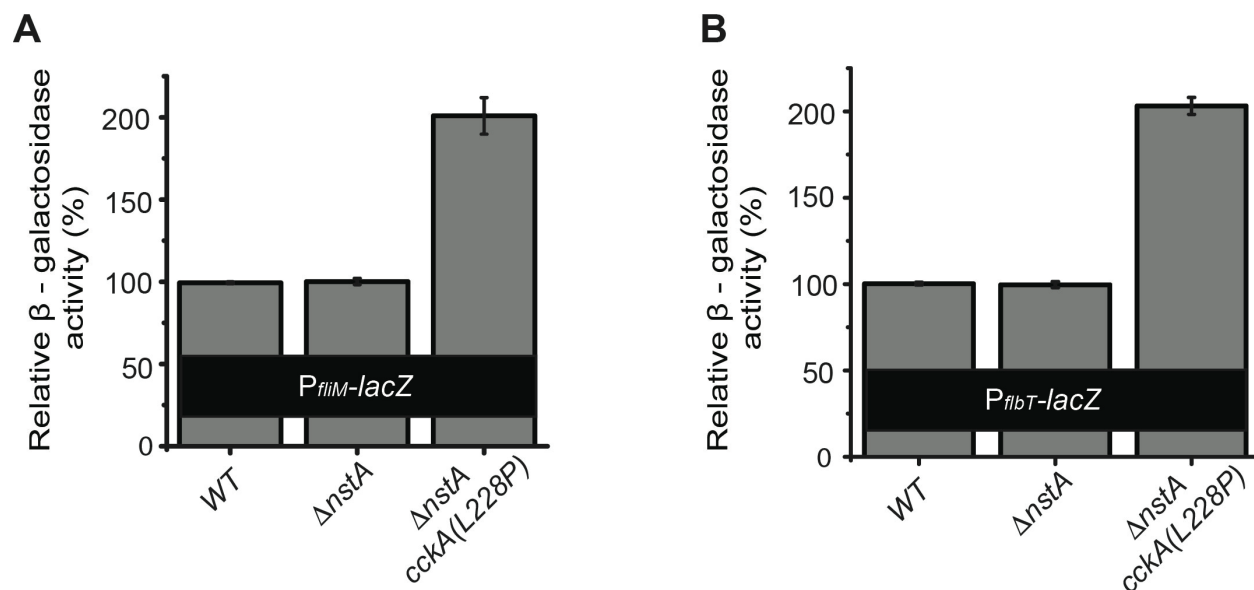 A
Relative β - galactosidase
activity (%)
200
150
100
50
0
PfliM-lacZ
WT
ΔnstA
ΔnstA
cckA(L228P)
B
Relative β - galactosidase
activity (%)
200
150
100
50
0
PflbT-lacZ
WT
ΔnstA
ΔnstA
cckA(L228P)